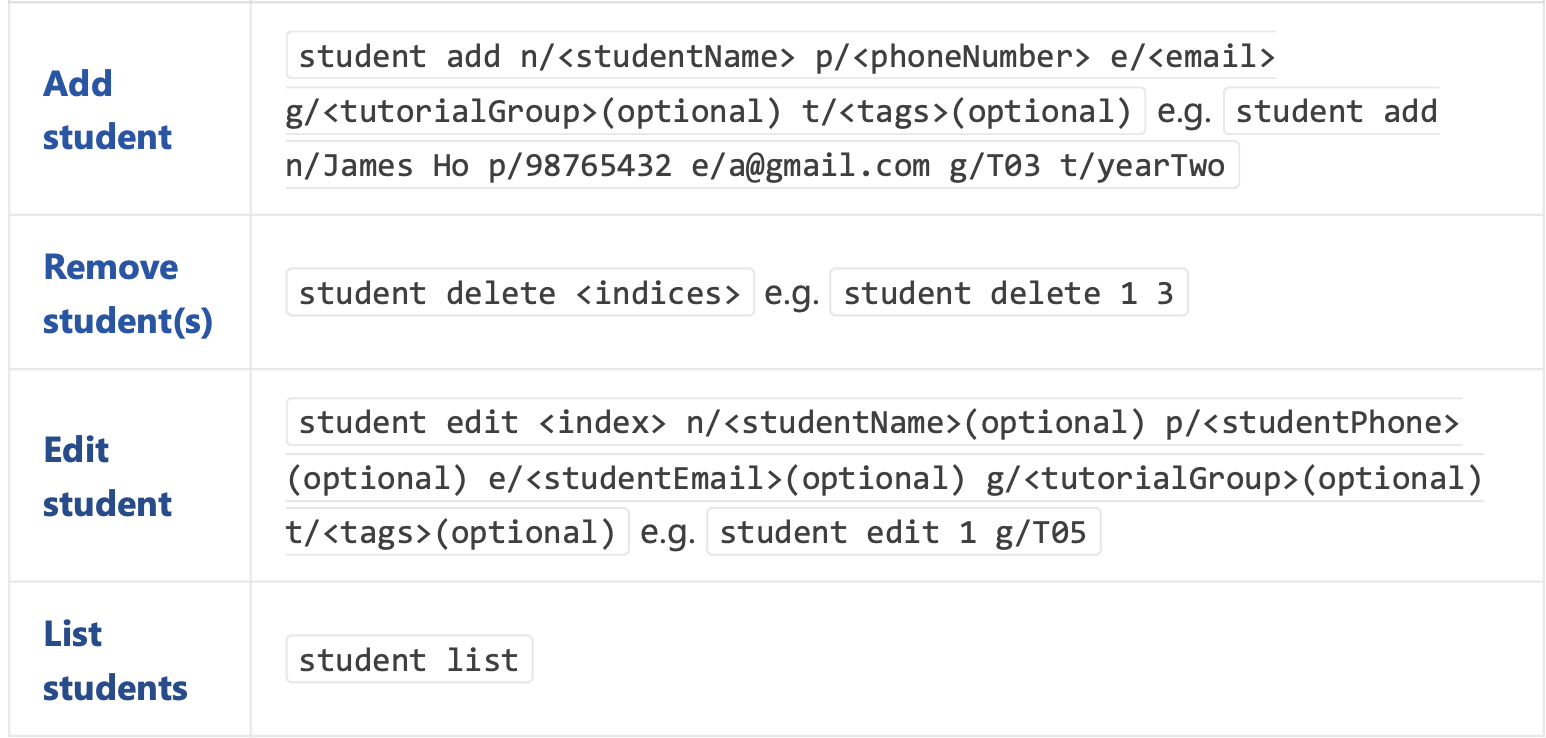 Add
student
student add n/<studentName> p/<phoneNumber> e/<email>
g/<tutorialGroup>(optional) t/<tags>(optional) e.g. student add
n/James Ho p/98765432 e/a@gmail.com g/T03 t/yearTwo
Remove
student(s)
student delete <indices> e.g. student delete 1 3
Edit
student
student edit <index> n/<studentName>(optional) p/<studentPhone>
(optional) e/<studentEmail>(optional) g/<tutorialGroup>(optional)
t/<tags>(optional) e.g. student edit 1 g/T05
List
students
student list